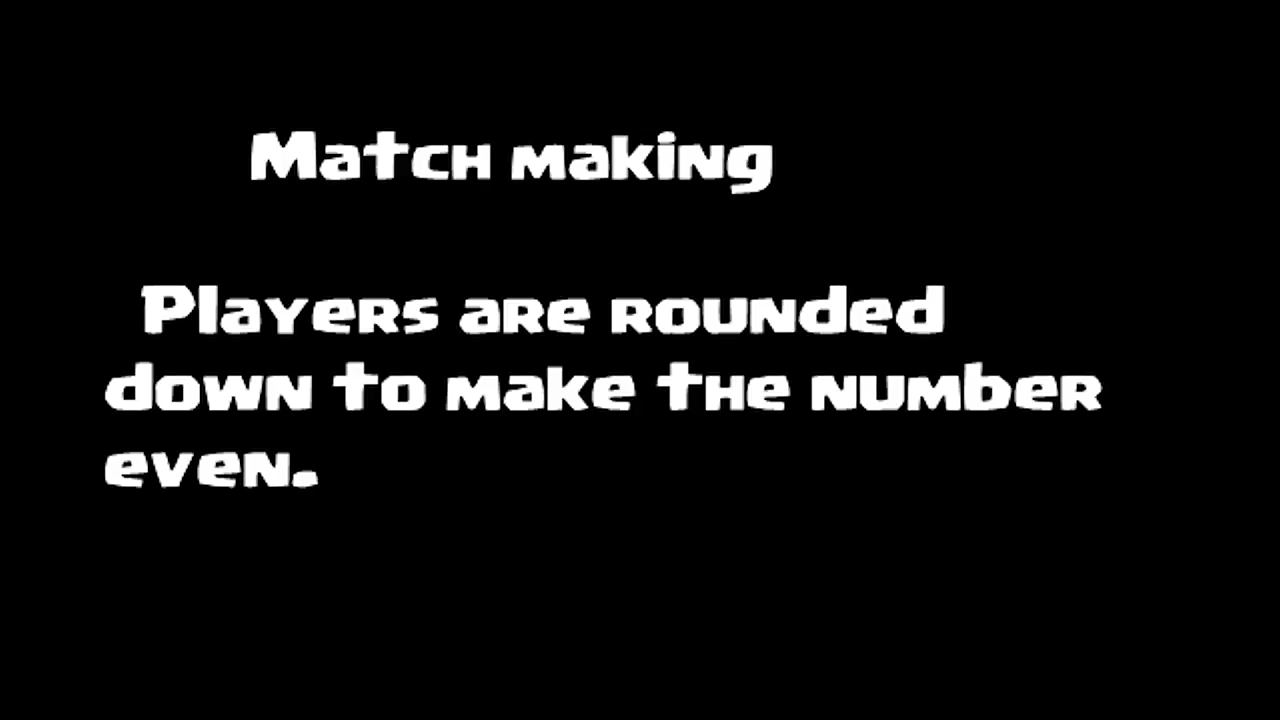 Match making
Players are rounded
down to make the number
even.